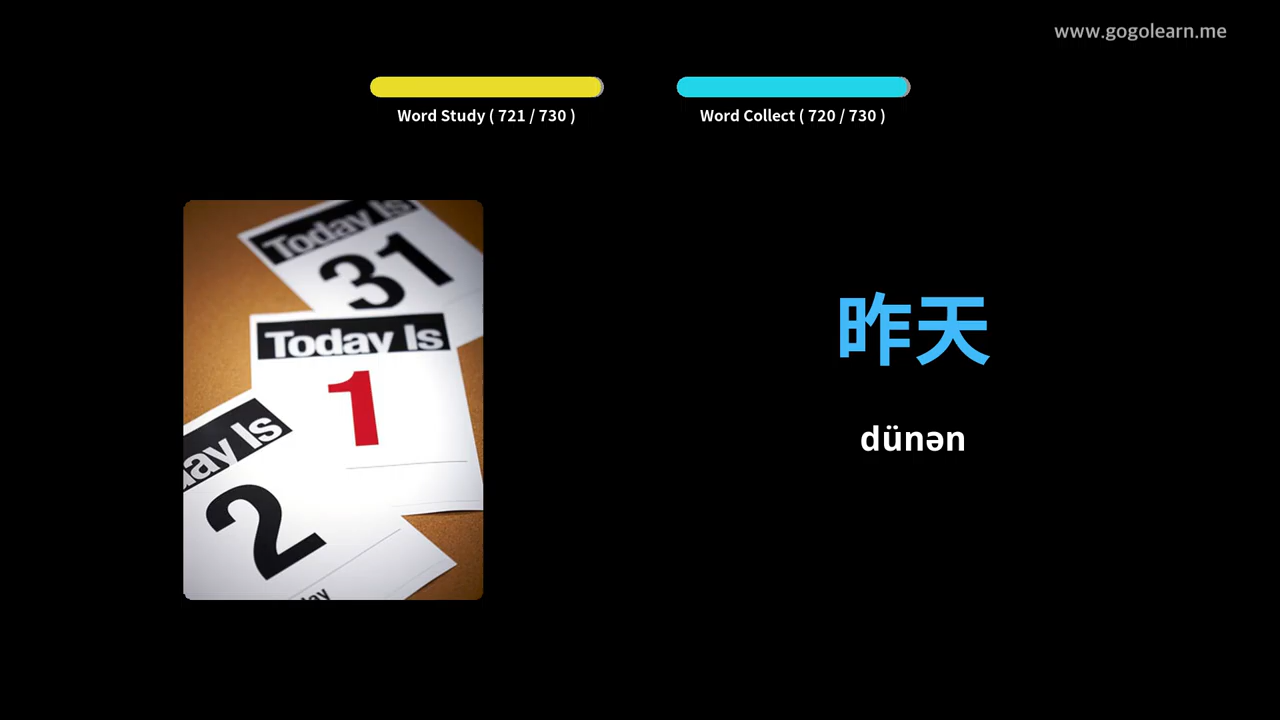 www.gogolearn.me
Word Study ( 721 / 730 )
Word Collect ( 720 / 730 )
Today Is
31
Today Is
1
ay Is
2
ay
昨天
dünən